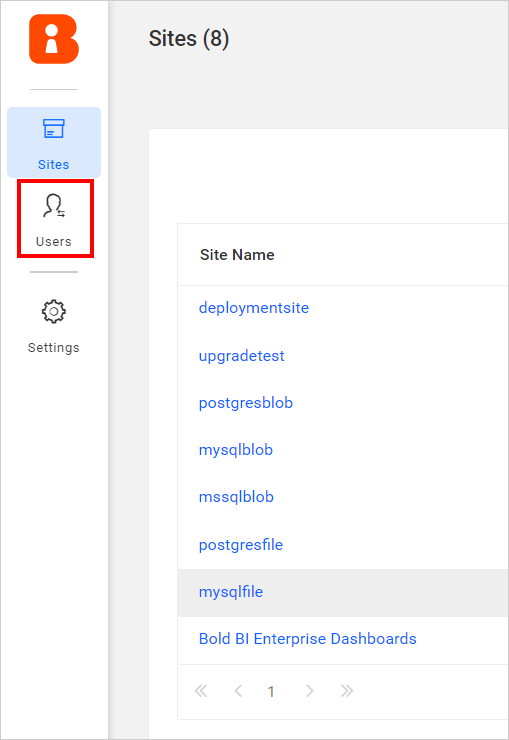 Sites (8)
Sites
Users
Settings
Site Name
deploymentsite
upgradetest
postgresblob
mysqlblob
mssqlblob
postgresfile
mysqlfile
Bold BI Enterprise Dashboards
1